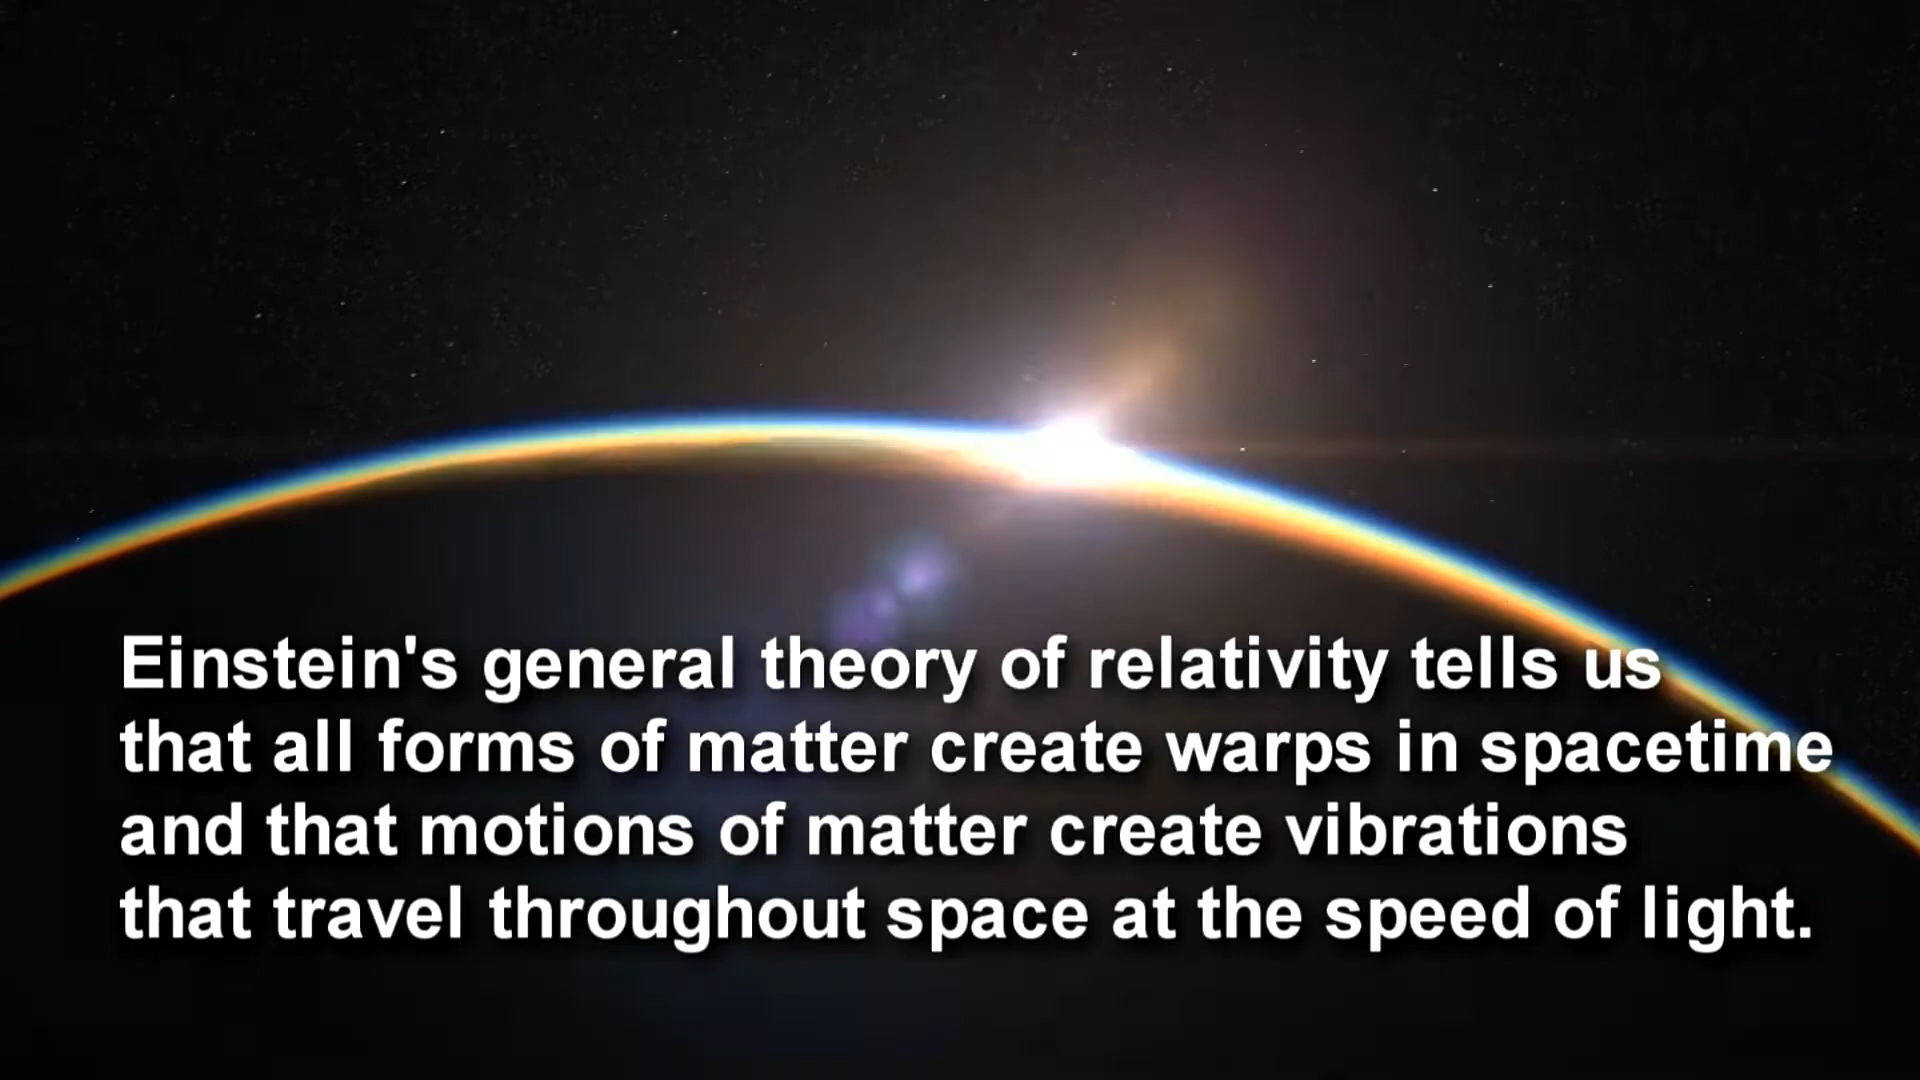 Einstein's general theory of relativity tells us
that all forms of matter create warps in spacetime
and that motions of matter create vibrations
that travel throughout space at the speed of light.